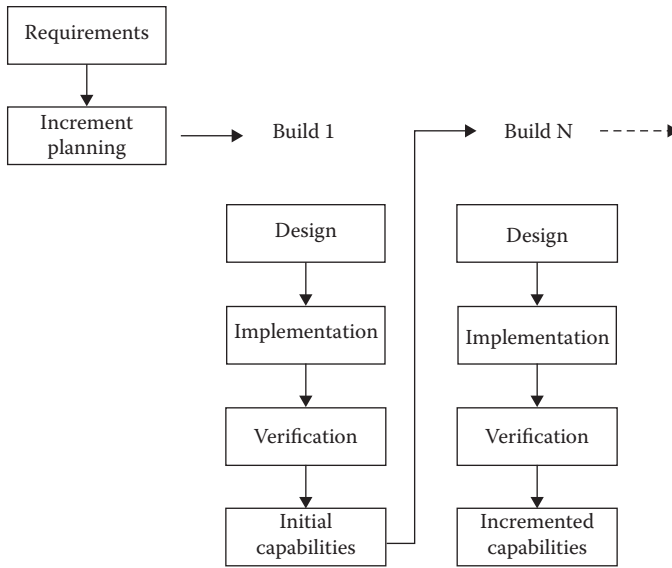 Requirements
Increment
planning
Build 1
Build N
Design
Implementation
Verification
Initial
capabilities
Design
Implementation
Verification
Incremented
capabilities